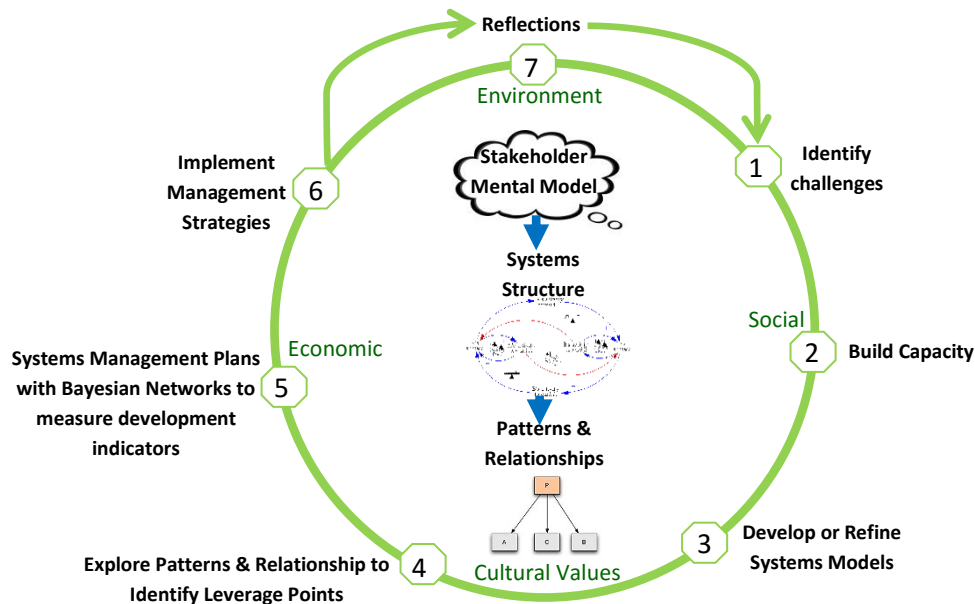 Reflections
7
Environment
1
Identify
challenges
Social
2
Build Capacity
3
Develop or Refine
Systems Models
Cultural Values
4
Explore Patterns & Relationship to
Identify Leverage Points
Economic
5
Systems Management Plans
with Bayesian Networks to
measure development
indicators
6
Implement
Management
Strategies
Stakeholder
Mental Model
Systems
Structure
Patterns &
Relationships
P
A
C
B